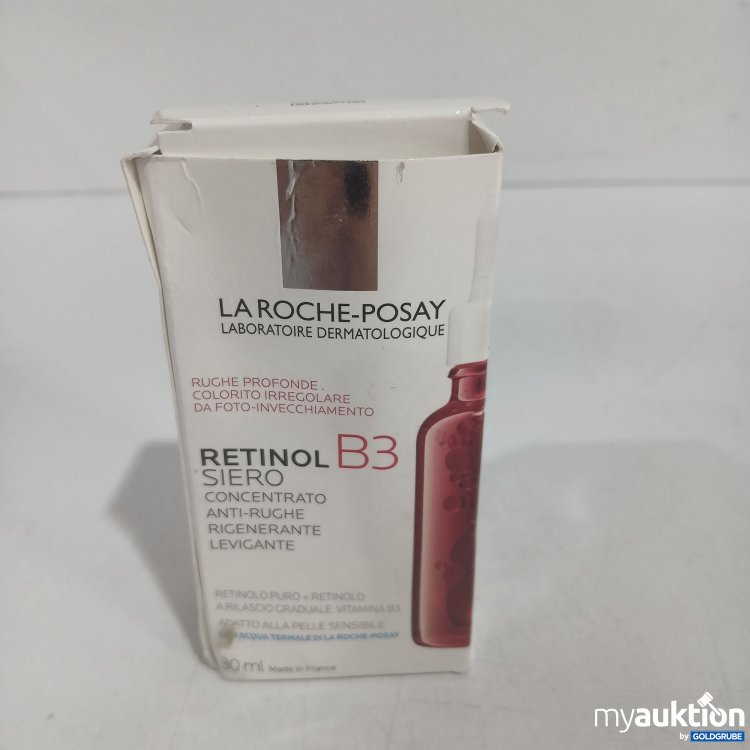 LA ROCHE-POSAY
LABORATOIRE DERMATOLOGIQUE
RUGHE PROFONDE.
COLORITO IRREGOLARE
DA FOTO-INVECCHIAMENTO
RETINOL B3
SIERO
CONCENTRATO
ANTI-RUGHE
RIGENERANTE
LEVIGANTE
RETINOLO PURO + RETINOLO
A RILASCIO GRADUALE. VITAMINA B3
ADATTO ALLA PELLE SENSIBILE
ACQUA TERMALE DI LA ROCHE-POSAY
30 ml Made in France
myauktion
by GOLDGRUBE